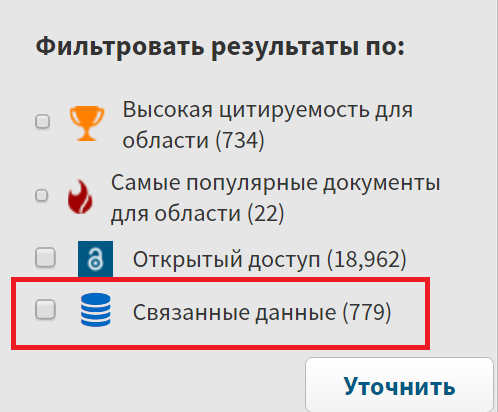 Фильтровать результаты по:
Высокая цитируемость для
области (734)
Самые популярные документы
для области (22)
Открытый доступ (18,962)
Связанные данные (779)
Уточнить